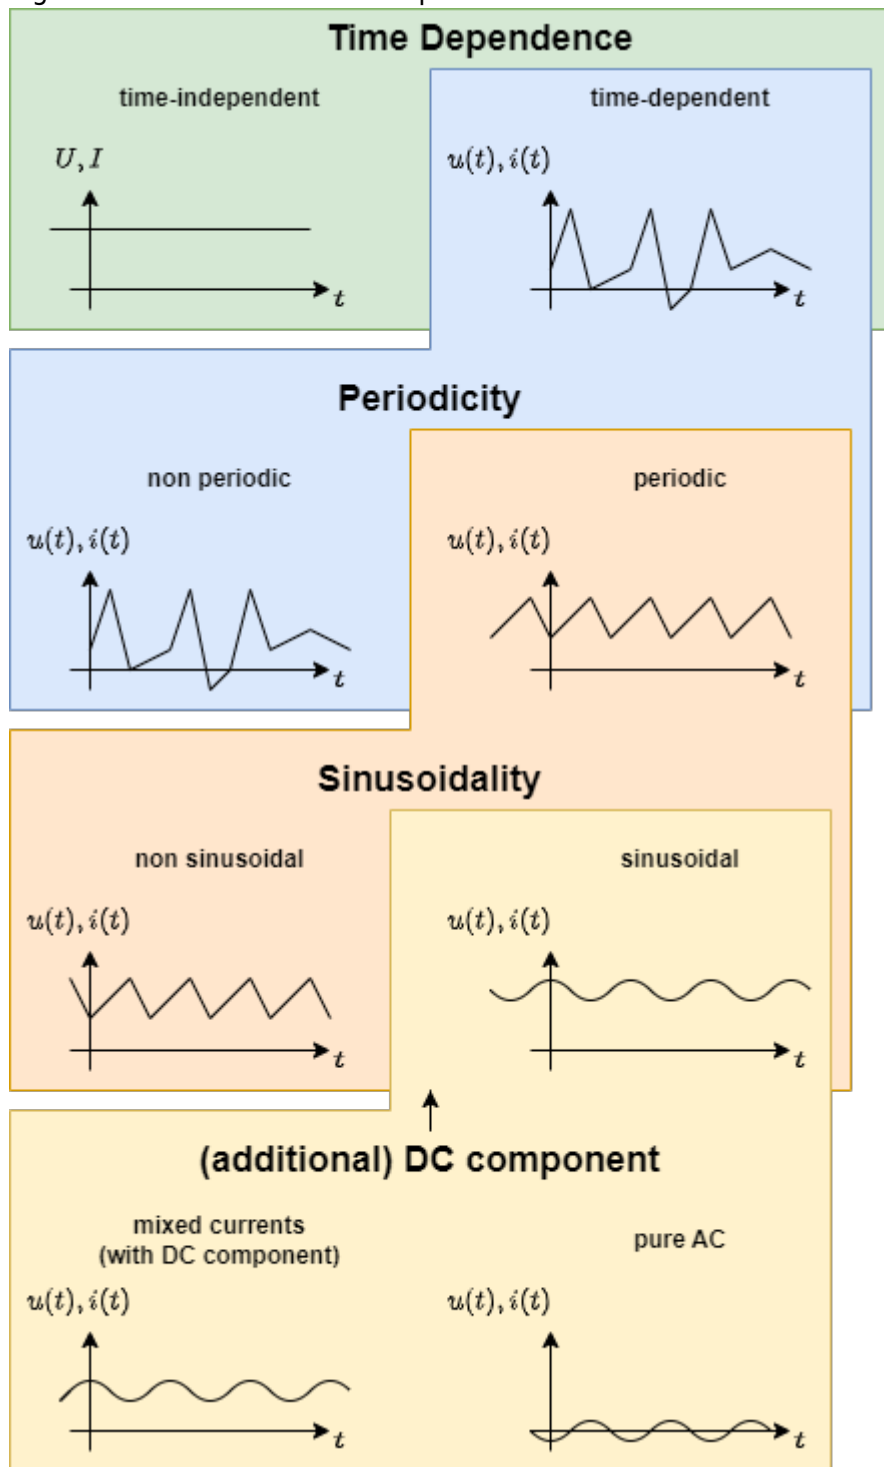 Time Dependence
time-independent
time-dependent
U, I
u(t), i(t)
t
t
Periodicity
non periodic
periodic
u(t), i(t)
u(t), i(t)
t
t
Sinusoidality
non sinusoidal
sinusoidal
u(t), i(t)
u(t), i(t)
t
t
(additional) DC component
mixed currents
(with DC component)
pure AC
u(t), i(t)
u(t), i(t)
t
t